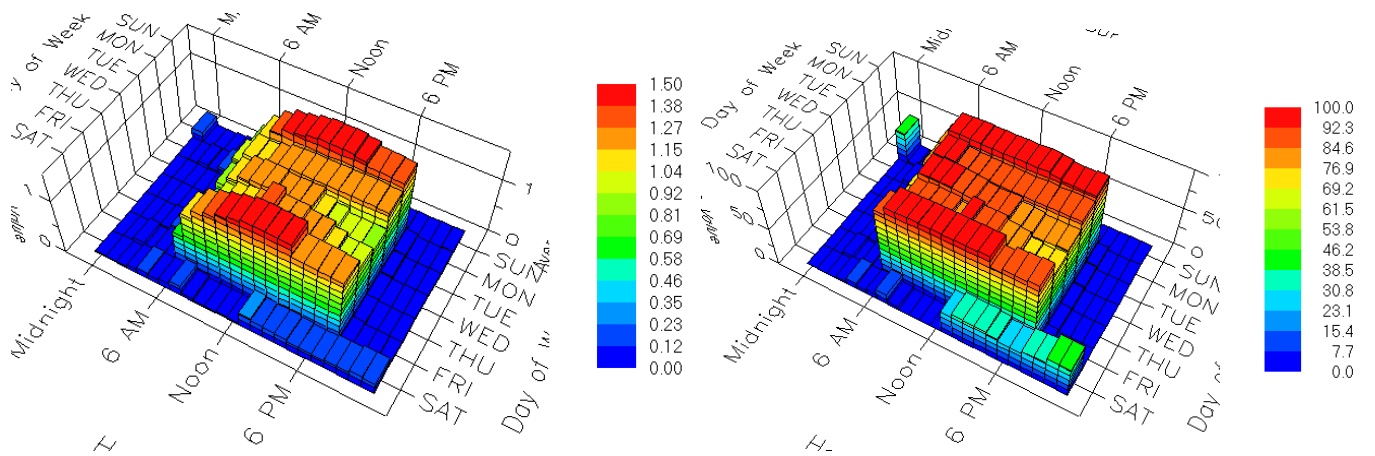 SUN
MON
TUE
WED
THU
FRI
SAT
6 AM
Noon
6 PM
of Week
1
0
1
0
Midnight
6 AM
Noon
6 PM
SUN
MON
TUE
WED
THU
FRI
SAT
Day of
1.50
1.38
1.27
1.15
1.04
0.92
0.81
0.69
0.58
0.46
0.35
0.23
0.12
0.00
SUN
MON
TUE
WED
THU
FRI
SAT
Day of Week
6 AM
Noon
6 PM
0
0
Midnight
6 AM
Noon
6 PM
SUN
MON
TUE
WED
THU
FRI
SAT
Day
100.0
92.3
84.6
76.9
69.2
61.5
53.8
46.2
38.5
30.8
23.1
15.4
7.7
0.0